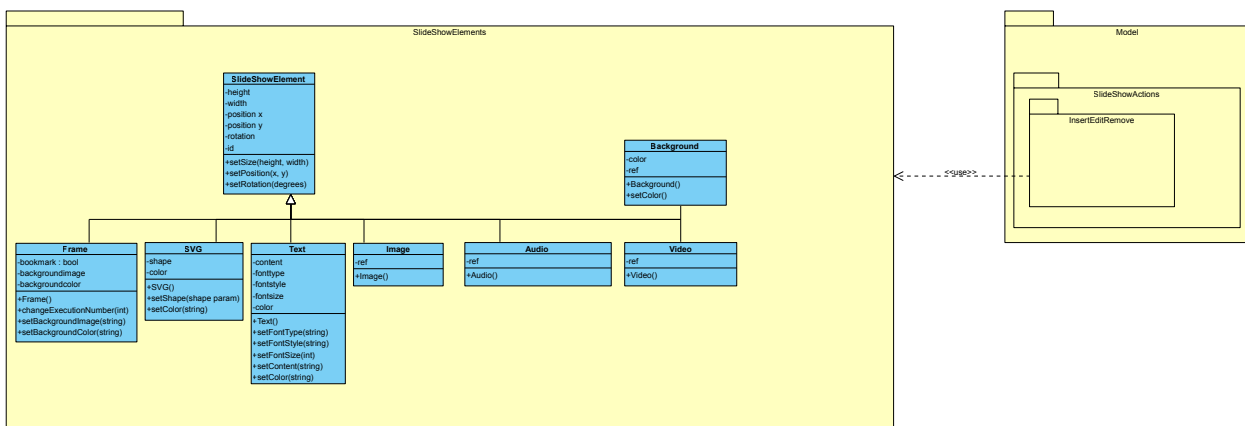 SlideShowElements
SlideShowElement
-height
-width
-position x
-position y
-rotation
-id
+setSize(height, width)
+setPosition(x, y)
+setRotation(degrees)
Background
-color
-ref
+Background()
+setColor()
Frame
-bookmark : bool
-backgroundimage
-backgroundcolor
+Frame()
+changeExecutionNumber(int)
+setBackgroundImage(string)
+setBackgroundColor(string)
SVG
-shape
-color
+SVG()
+setShape(shape param)
+setColor(string)
Text
-content
-fonttype
-fontstyle
-fontsize
-color
+Text()
+setFontType(string)
+setFontStyle(string)
+setFontSize(int)
+setContent(string)
+setColor(string)
Image
-ref
+Image()
Audio
-ref
+Audio()
Video
-ref
+Video()
<<use>>
Model
SlideShowActions
InsertEditRemove